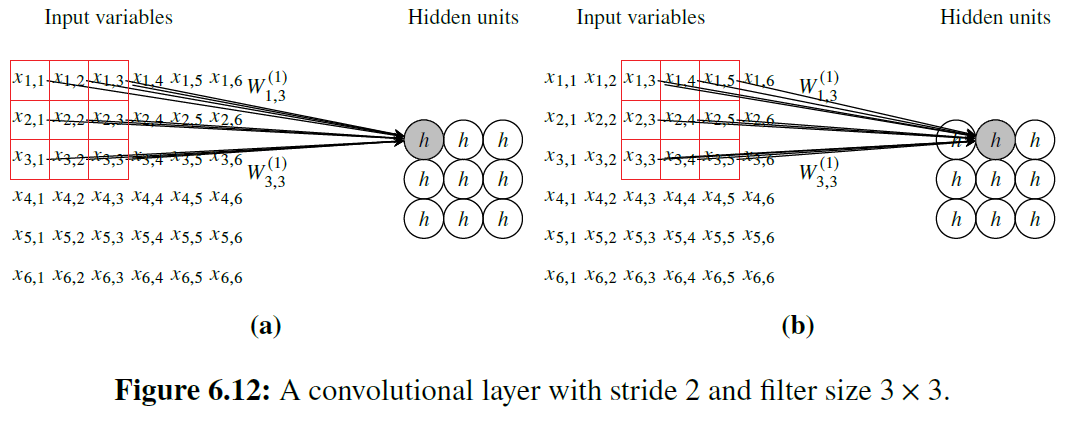 Input variables Hidden units Input variables Hidden units
x1,1 x1,2 x1,3 x1,4 x1,5 x1,6 W(1)1,3 x1,1 x1,2 x1,3 x1,4 x1,5 x1,6 W(1)1,3
x2,1 x2,2 x2,3 x2,4 x2,5 x2,6 h h h x2,1 x2,2 x2,3 x2,4 x2,5 x2,6 h h h
x3,1 x3,2 x3,3 x3,4 x3,5 x3,6 W(1)3,3 h h h x3,1 x3,2 x3,3 x3,4 x3,5 x3,6 W(1)3,3 h h h
x4,1 x4,2 x4,3 x4,4 x4,5 x4,6 h h h x4,1 x4,2 x4,3 x4,4 x4,5 x4,6 h h h
x5,1 x5,2 x5,3 x5,4 x5,5 x5,6 x5,1 x5,2 x5,3 x5,4 x5,5 x5,6
x6,1 x6,2 x6,3 x6,4 x6,5 x6,6 x6,1 x6,2 x6,3 x6,4 x6,5 x6,6
(a) (b)
Figure 6.12: A convolutional layer with stride 2 and filter size 3 × 3.